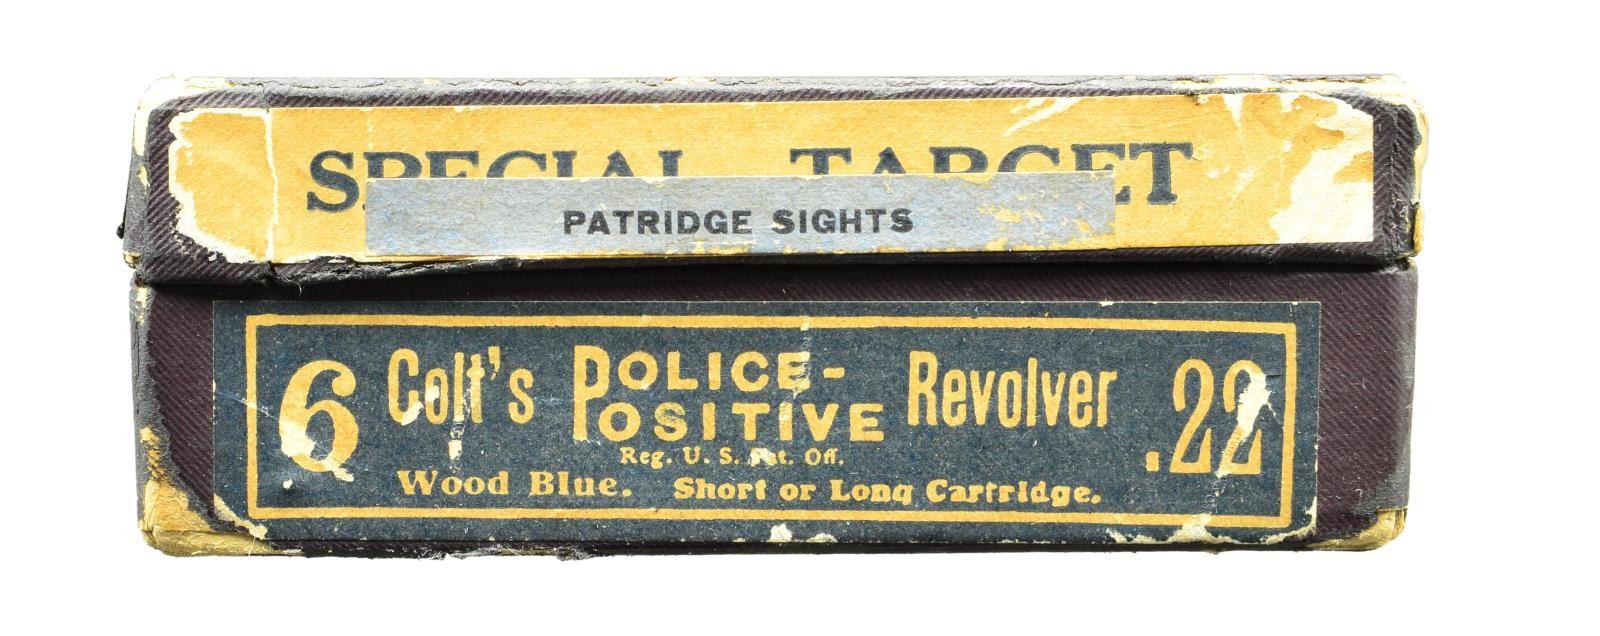 SPECIAL TARGET
PATRIDGE SIGHTS
6 Colt's POLICE-POSITIVE Revolver .22
Reg. U. S. Pat. Off.
Wood Blue. Short or Long Cartridge.